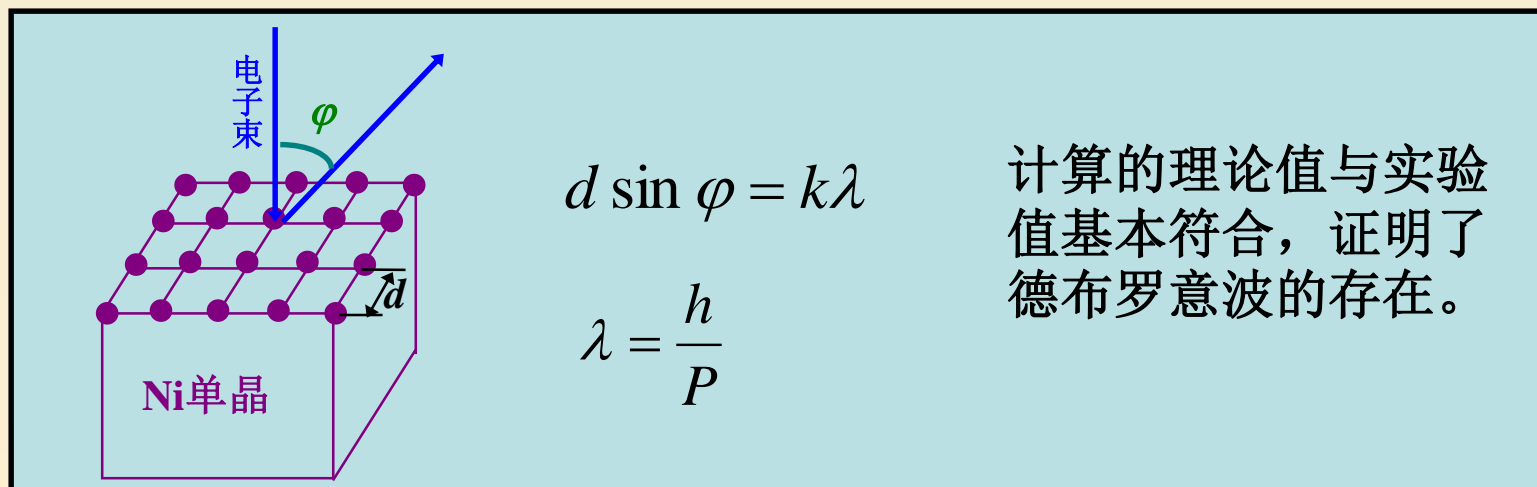 电子束
φ
d sin φ = kλ
λ = h / P
d
Ni单晶
计算的理论值与实验
值基本符合，证明了
德布罗意波的存在。